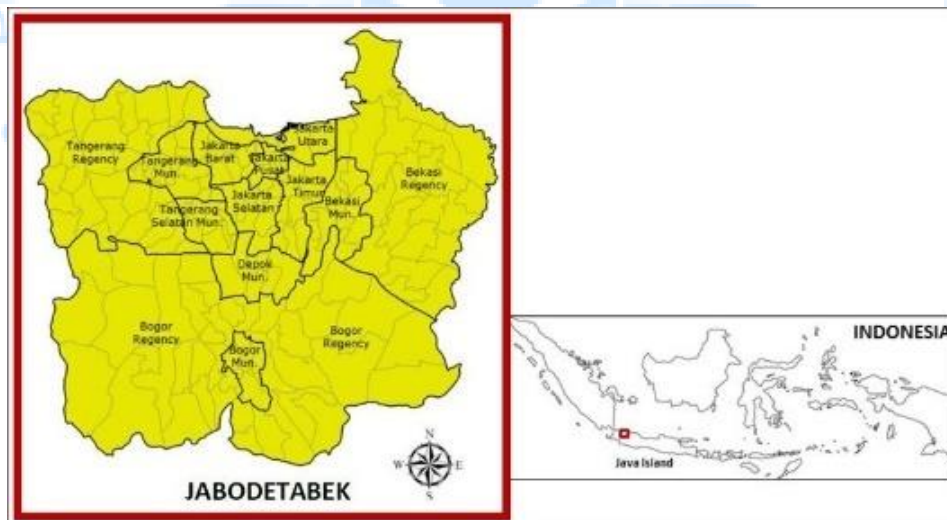 Jakarta
Utara
Tangerang
Regency
Jakarta
Barat
Tangerang
Mun.
Jakarta
Pusat
Jakarta
Timur
Bekasi
Regency
Jakarta
Selatan
Bekasi
Mun.
Tangerang
Selatan Mun.
Depok
Mun.
Bogor
Regency
Bogor
Mun.
Bogor
Regency
N
W
E
S
JABODETABEK
INDONESIA
Java Island